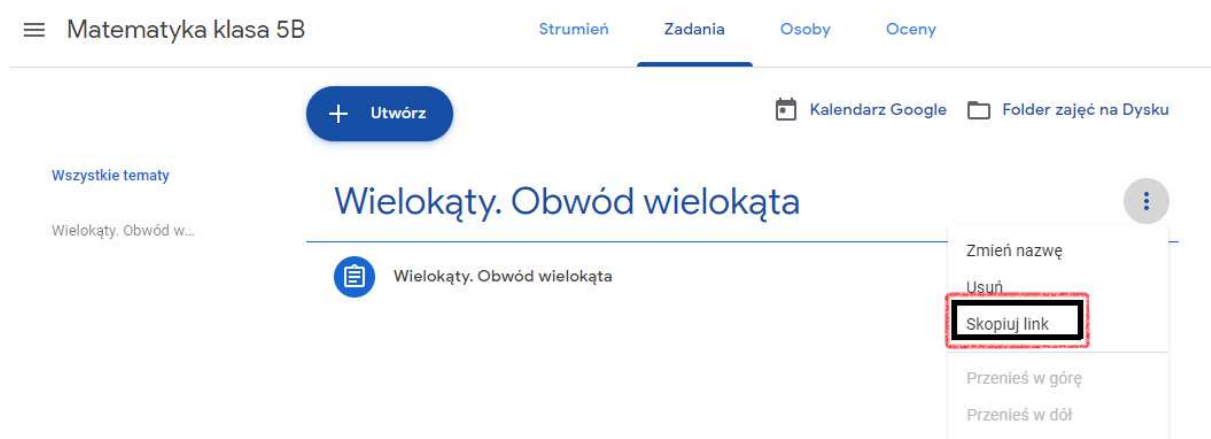 Matematyka klasa 5B
Strumień Zadania Osoby Oceny
Utwórz
Kalendarz Google Folder zajęć na Dysku
Wszystkie tematy
Wielokąty. Obwód w...
Wielokąty. Obwód wielokąta
Wielokąty. Obwód wielokąta
Zmień nazwę
Usuń
Skopiuj link
Przenieś w górę
Przenieś w dół